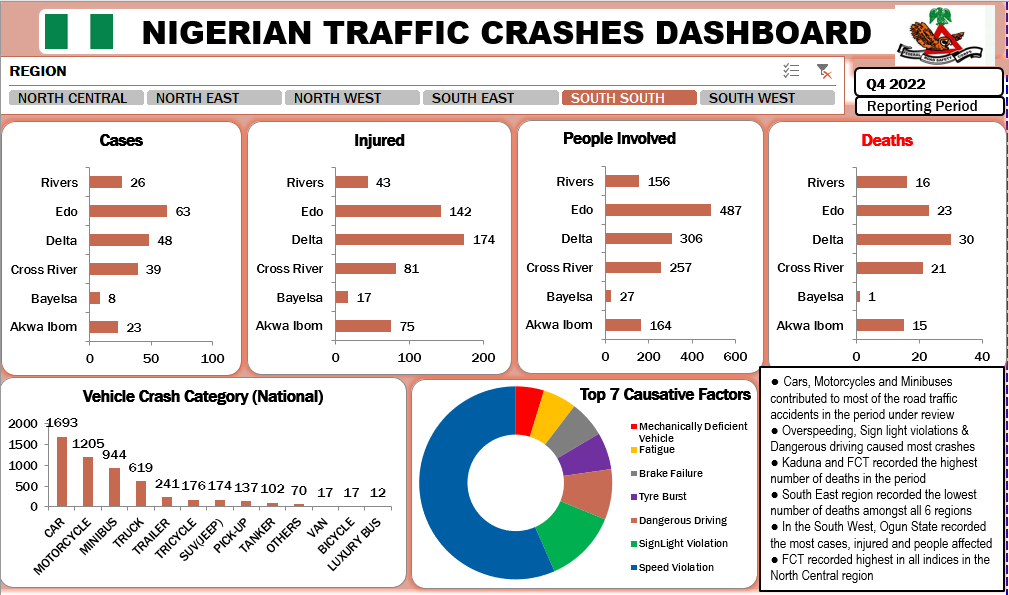 NIGERIAN TRAFFIC CRASHES DASHBOARD
FEDERAL ROAD SAFETY CORPS
REGION
NORTH CENTRAL
NORTH EAST
NORTH WEST
SOUTH EAST
SOUTH SOUTH
SOUTH WEST
Q4 2022
Reporting Period
Cases
Rivers 26
Edo 63
Delta 48
Cross River 39
Bayelsa 8
Akwa Ibom 23
0 50 100
Injured
Rivers 43
Edo 142
Delta 174
Cross River 81
Bayelsa 17
Akwa Ibom 75
0 100 200
People Involved
Rivers 156
Edo 487
Delta 306
Cross River 257
Bayelsa 27
Akwa Ibom 164
0 200 400 600
Deaths
Rivers 16
Edo 23
Delta 30
Cross River 21
Bayelsa 1
Akwa Ibom 15
0 20 40
Vehicle Crash Category (National)
2000
1500
1000
500
0
1693 1205 944 619 241 176 174 137 102 70 17 17 12
CAR
MOTORCYCLE
MINIBUS
TRUCK
TRAILER
TRICYCLE
SUV(JEEP)
PICK-UP
TANKER
OTHERS
VAN
BICYCLE
LUXURY BUS
Top 7 Causative Factors
Mechanically Deficient
Vehicle
Fatigue
Brake Failure
Tyre Burst
Dangerous Driving
SignLight Violation
Speed Violation
● Cars, Motorcycles and Minibuses
contributed to most of the road traffic
accidents in the period under review
● Overspeeding, Sign light violations &
Dangerous driving caused most crashes
● Kaduna and FCT recorded the highest
number of deaths in the period
● South East region recorded the lowest
number of deaths amongst all 6 regions
● In the South West, Ogun State recorded
the most cases, injured and people affected
● FCT recorded highest in all indices in the
North Central region